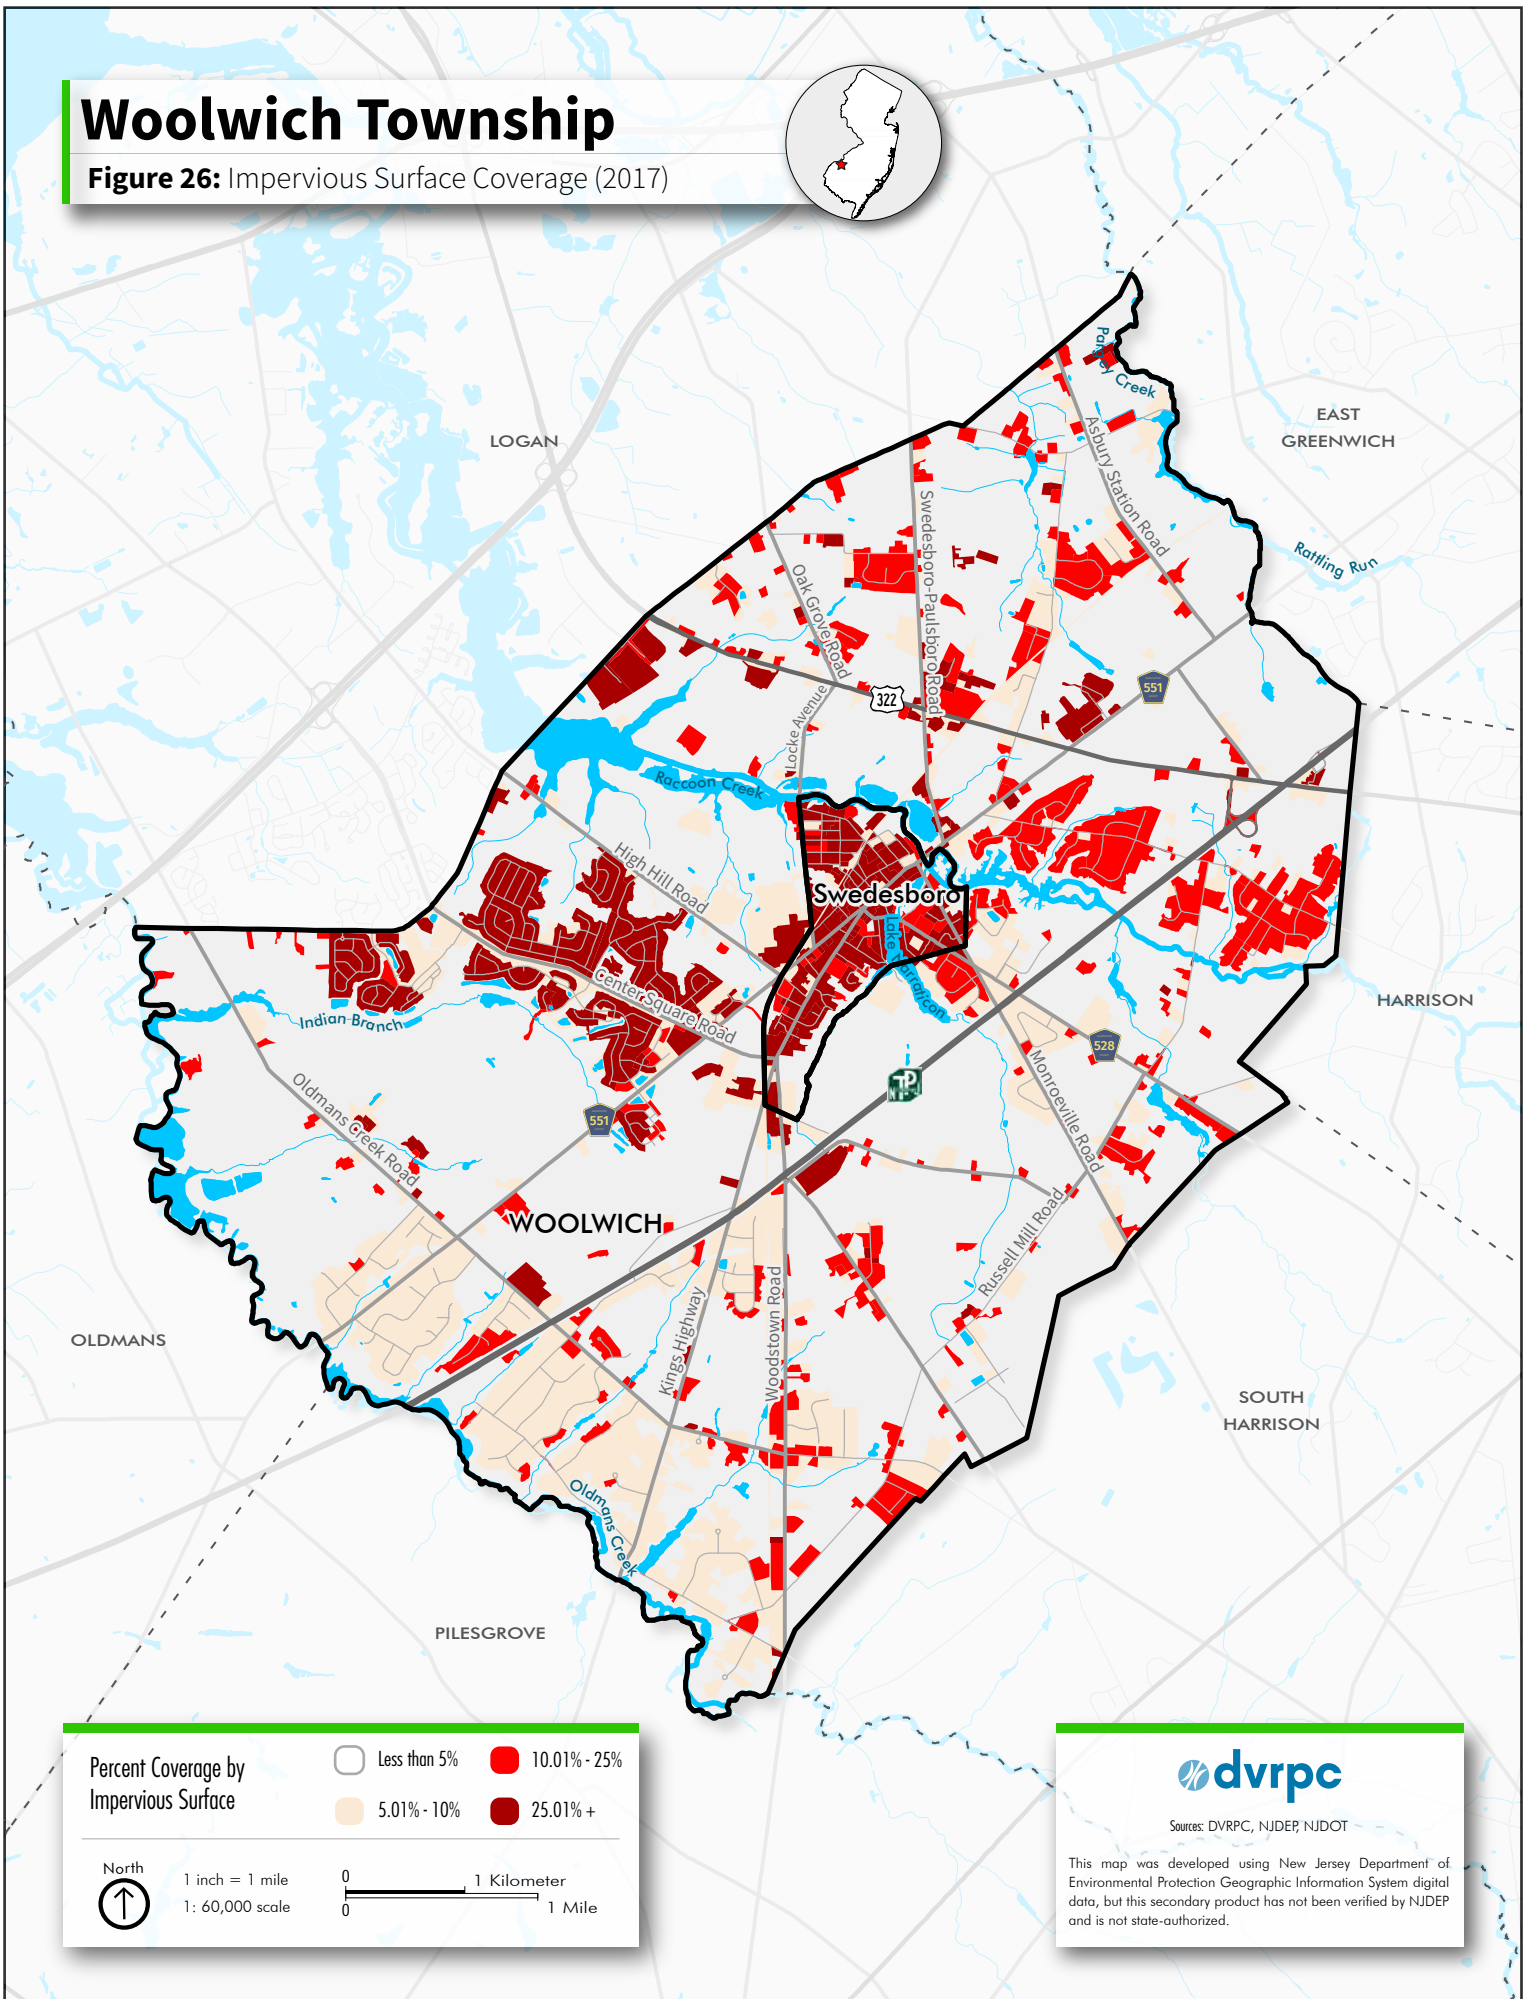 Woolwich Township
Figure 26: Impervious Surface Coverage (2017)
LOGAN
EAST
GREENWICH
Pargey Creek
Asbury Station Road
Rattling Run
Swedesboro-Paulsboro Road
Oak Grove Road
551
322
Locke Avenue
Raccoon Creek
High Hill Road
Swedesboro
Lake Narraticon
Center Square Road
HARRISON
Indian Branch
528
NJTP
Oldmans Creek Road
551
Monroeville Road
WOOLWICH
Russell Mill Road
Kings Highway
Woodstown Road
OLDMANS
SOUTH
HARRISON
Oldmans Creek
PILESGROVE
Percent Coverage by
Impervious Surface
Less than 5%
10.01% - 25%
5.01% - 10%
25.01% +
North
1 inch = 1 mile
1: 60,000 scale
0
1 Kilometer
0
1 Mile
dvrpc
Sources: DVRPC, NJDEP, NJDOT
This map was developed using New Jersey Department of
Environmental Protection Geographic Information System digital
data, but this secondary product has not been verified by NJDEP
and is not state-authorized.